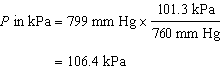 P in kPa = 799 mm Hg × 101.3 kPa / 760 mm Hg
= 106.4 kPa